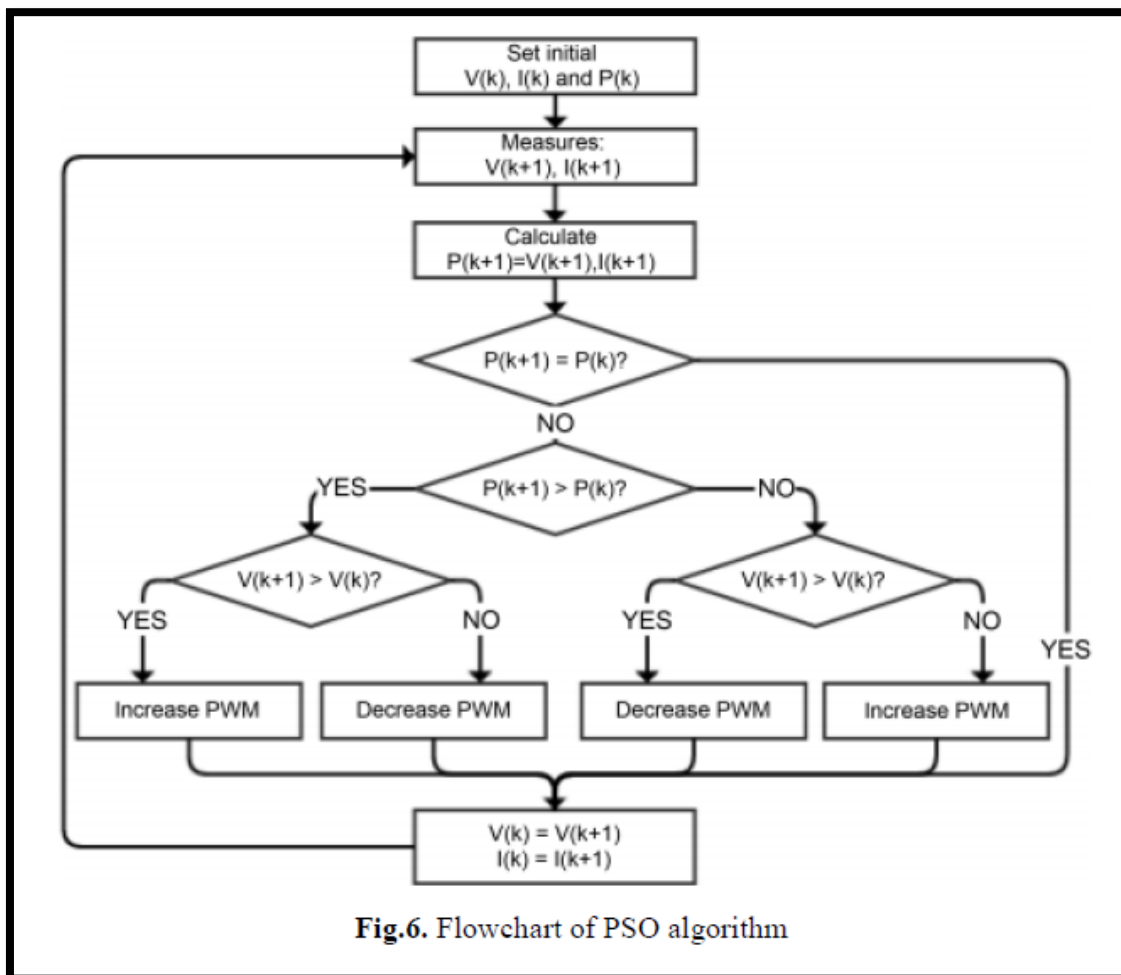 Set initial
V(k), I(k) and P(k)
Measures:
V(k+1), I(k+1)
Calculate
P(k+1)=V(k+1),I(k+1)
P(k+1) = P(k)?
NO
YES
P(k+1) > P(k)?
NO
V(k+1) > V(k)?
V(k+1) > V(k)?
YES
NO
YES
NO
YES
Increase PWM
Decrease PWM
Decrease PWM
Increase PWM
V(k) = V(k+1)
I(k) = I(k+1)
Fig.6. Flowchart of PSO algorithm